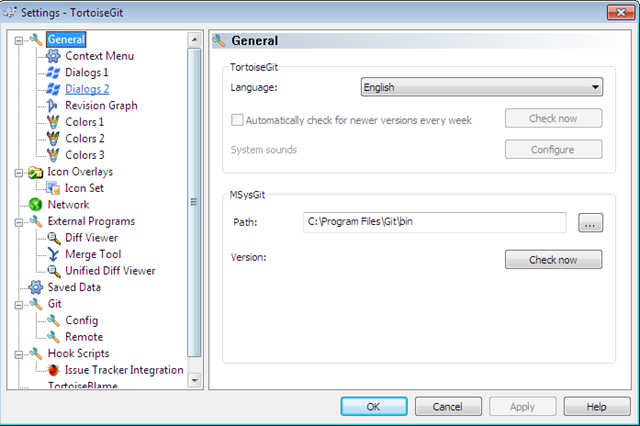 Settings - TortoiseGit
General
Context Menu
Dialogs 1
Dialogs 2
Revision Graph
Colors 1
Colors 2
Colors 3
Icon Overlays
Icon Set
Network
External Programs
Diff Viewer
Merge Tool
Unified Diff Viewer
Saved Data
Git
Config
Remote
Hook Scripts
Issue Tracker Integration
TortoiseBlame
General
TortoiseGit
Language: English
Automatically check for newer versions every week Check now
System sounds Configure
MSysGit
Path: C:\Program Files\Git\bin ...
Version: Check now
OK Cancel Apply Help